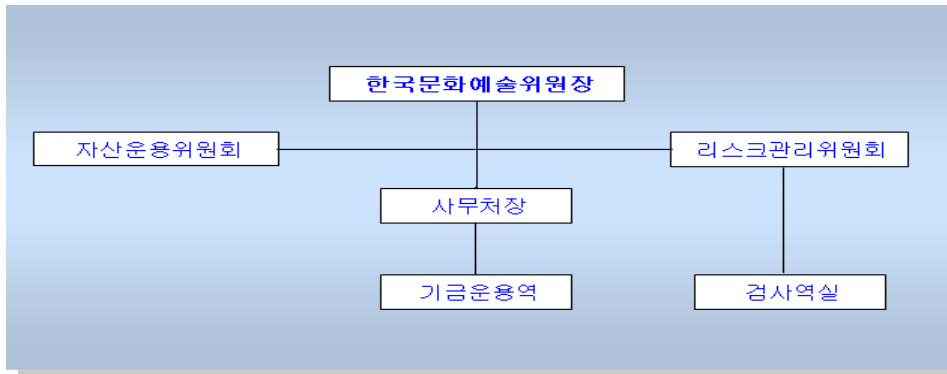 한국문화예술위원장
자산운용위원회
리스크관리위원회
사무처장
기금운용역
검사역실